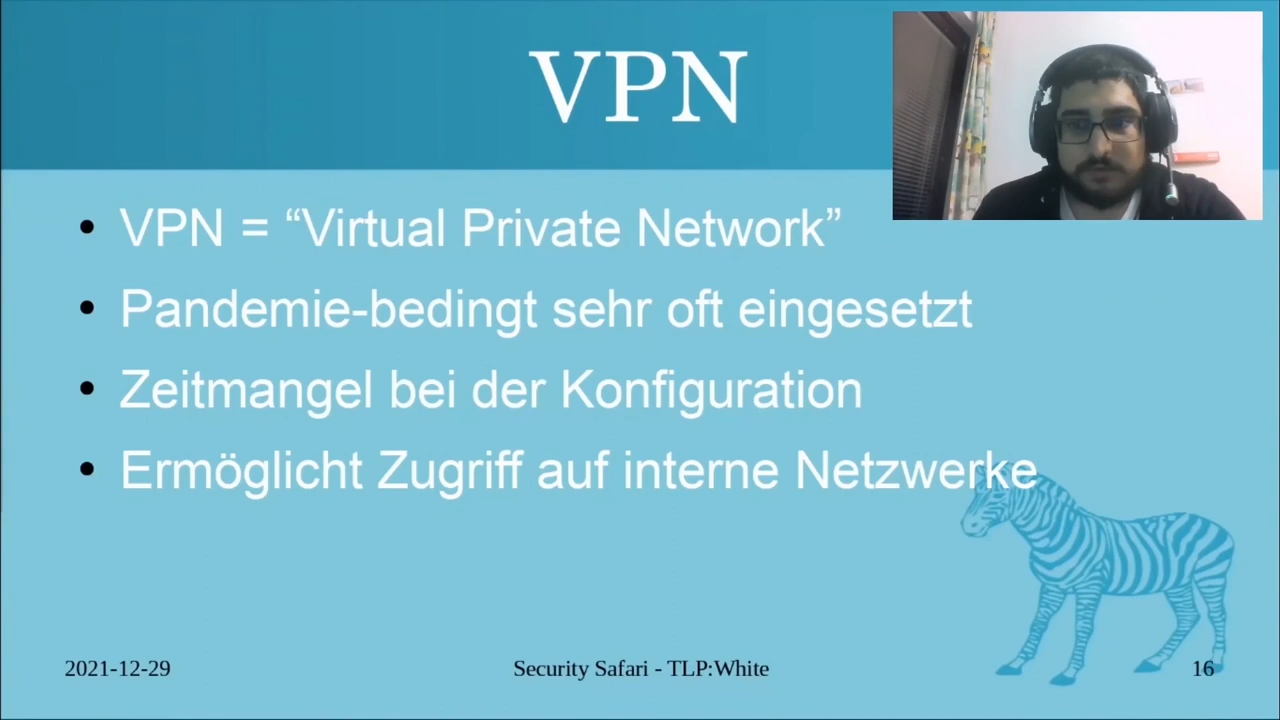 VPN
VPN = “Virtual Private Network”
Pandemie-bedingt sehr oft eingesetzt
Zeitmangel bei der Konfiguration
Ermöglicht Zugriff auf interne Netzwerke
2021-12-29
Security Safari - TLP:White
16